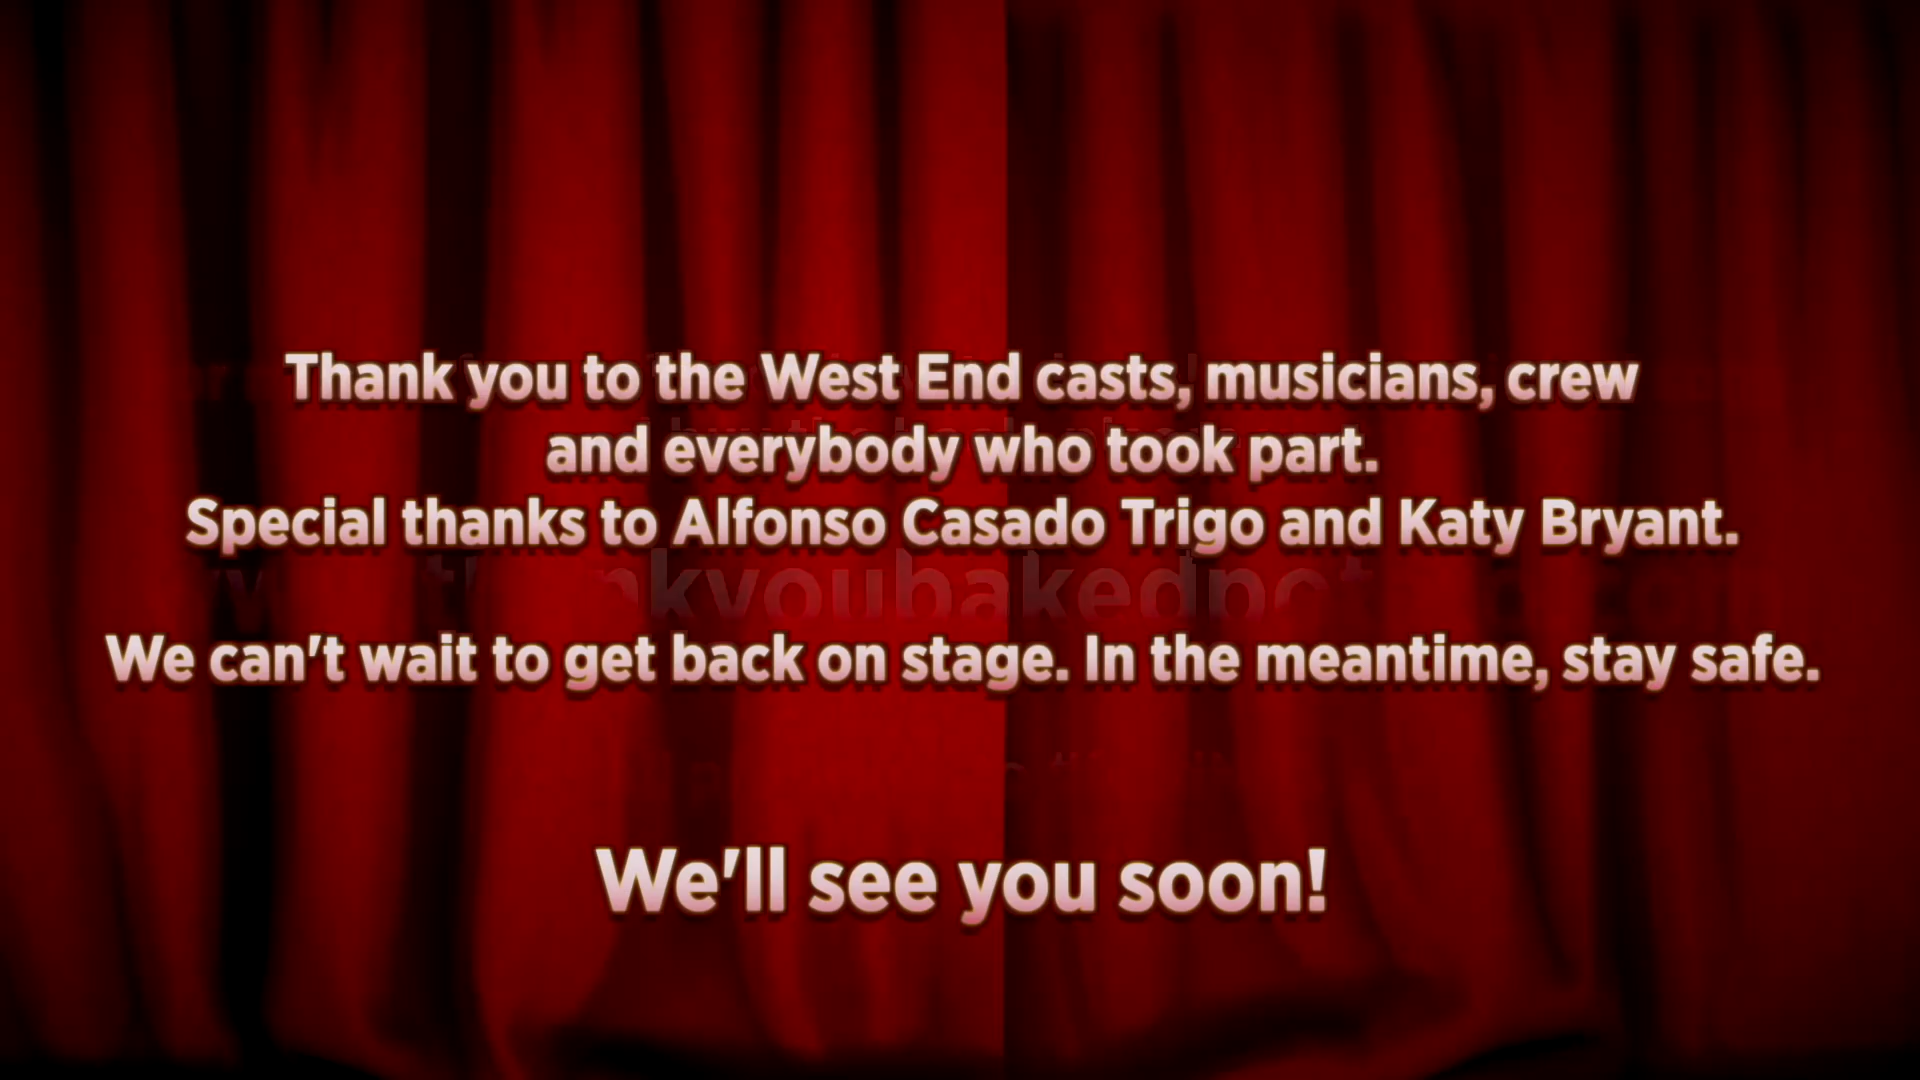 Thank you to the West End casts, musicians, crew
and everybody who took part.
Special thanks to Alfonso Casado Trigo and Katy Bryant.
We can't wait to get back on stage. In the meantime, stay safe.
We'll see you soon!